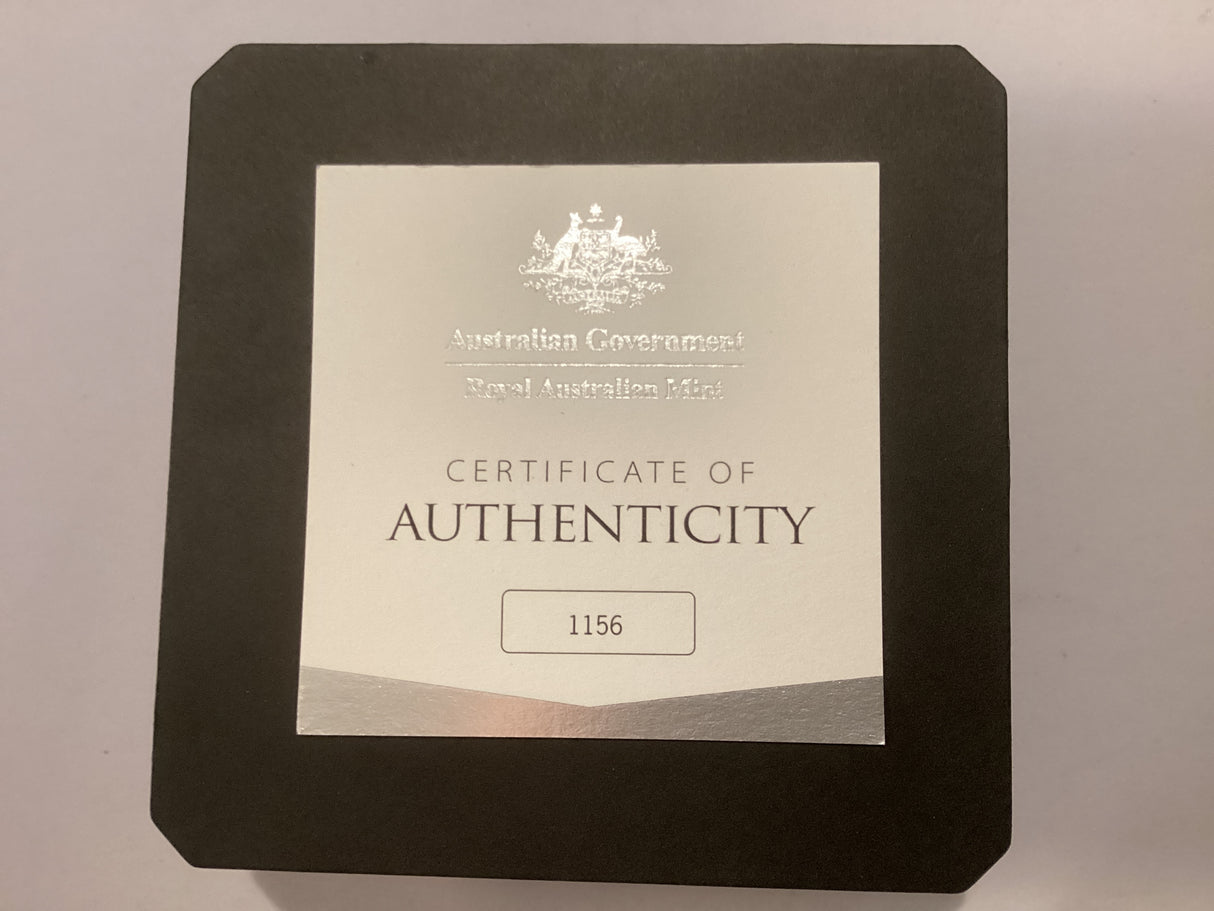 Australian Government
Royal Australian Mint
CERTIFICATE OF
AUTHENTICITY
1156